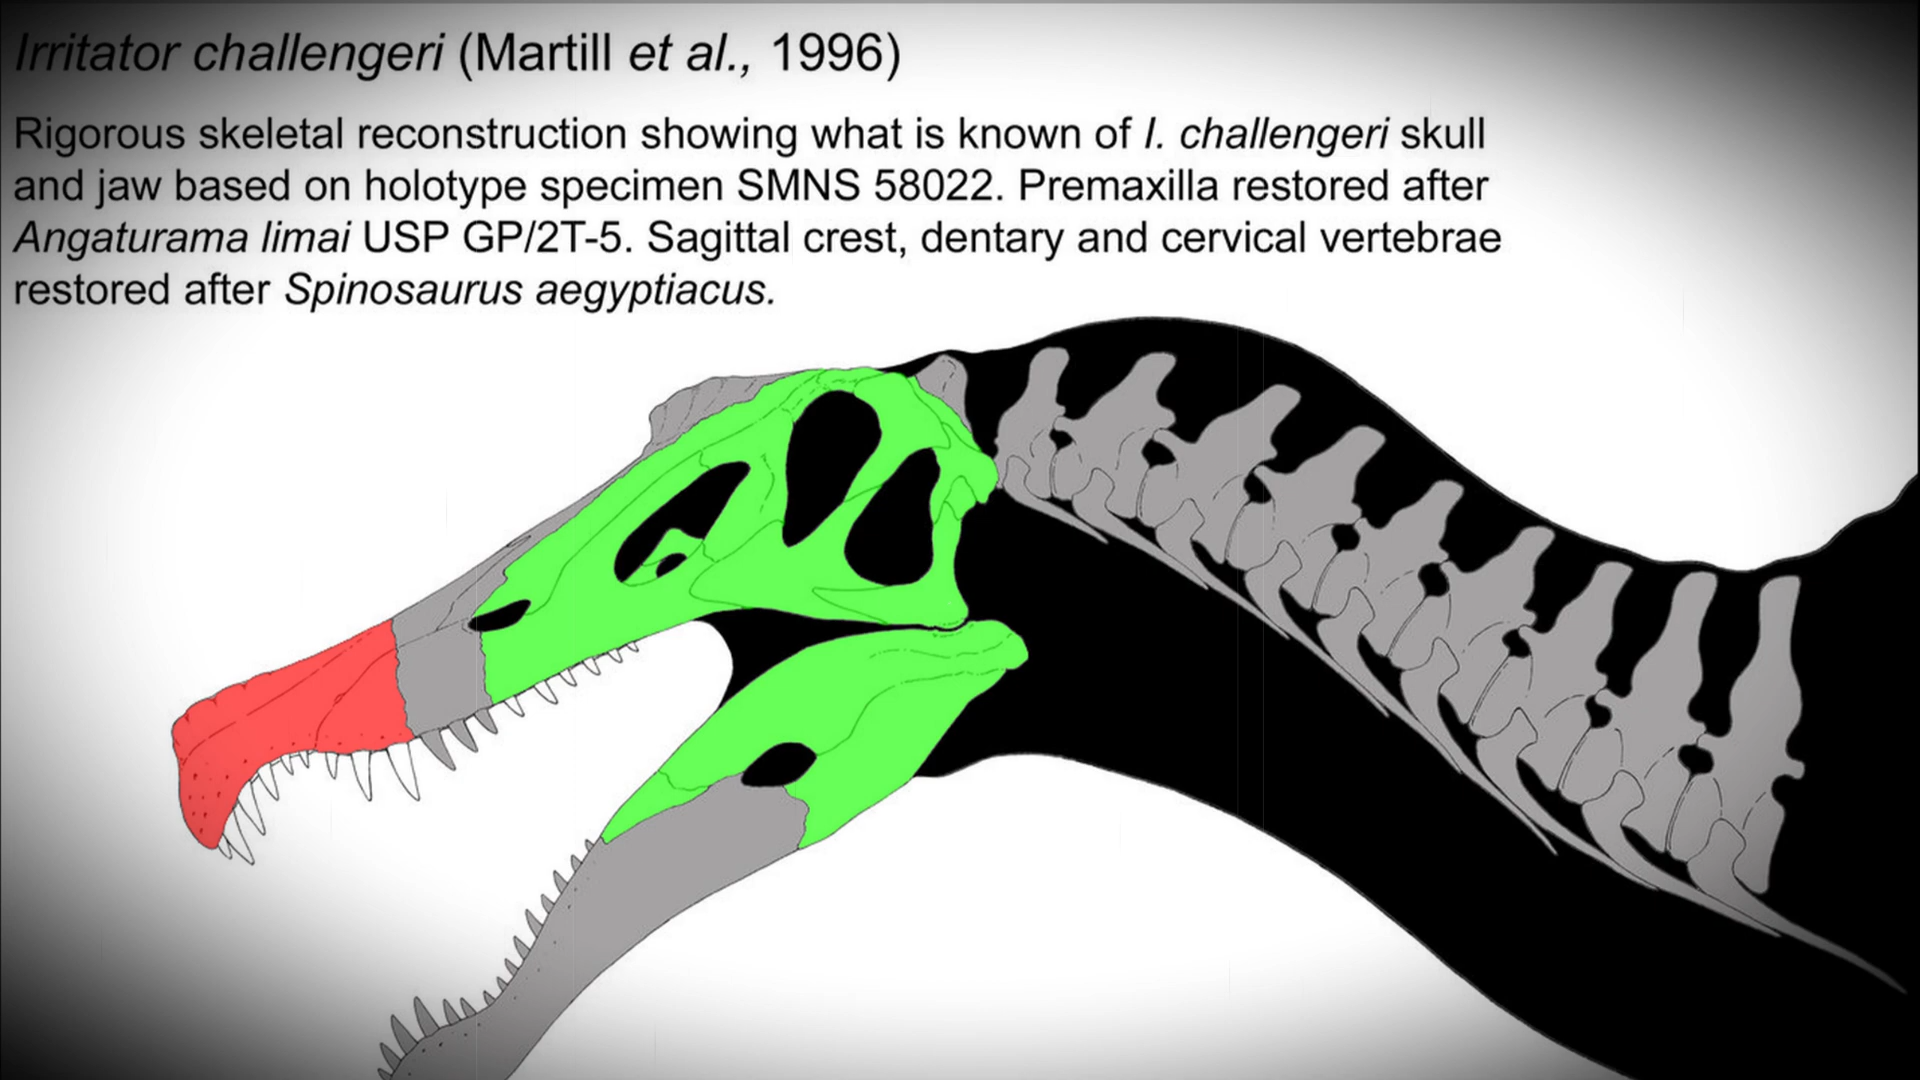 Irritator challengeri (Martill et al., 1996)
Rigorous skeletal reconstruction showing what is known of I. challengeri skull
and jaw based on holotype specimen SMNS 58022. Premaxilla restored after
Angaturama limai USP GP/2T-5. Sagittal crest, dentary and cervical vertebrae
restored after Spinosaurus aegyptiacus.